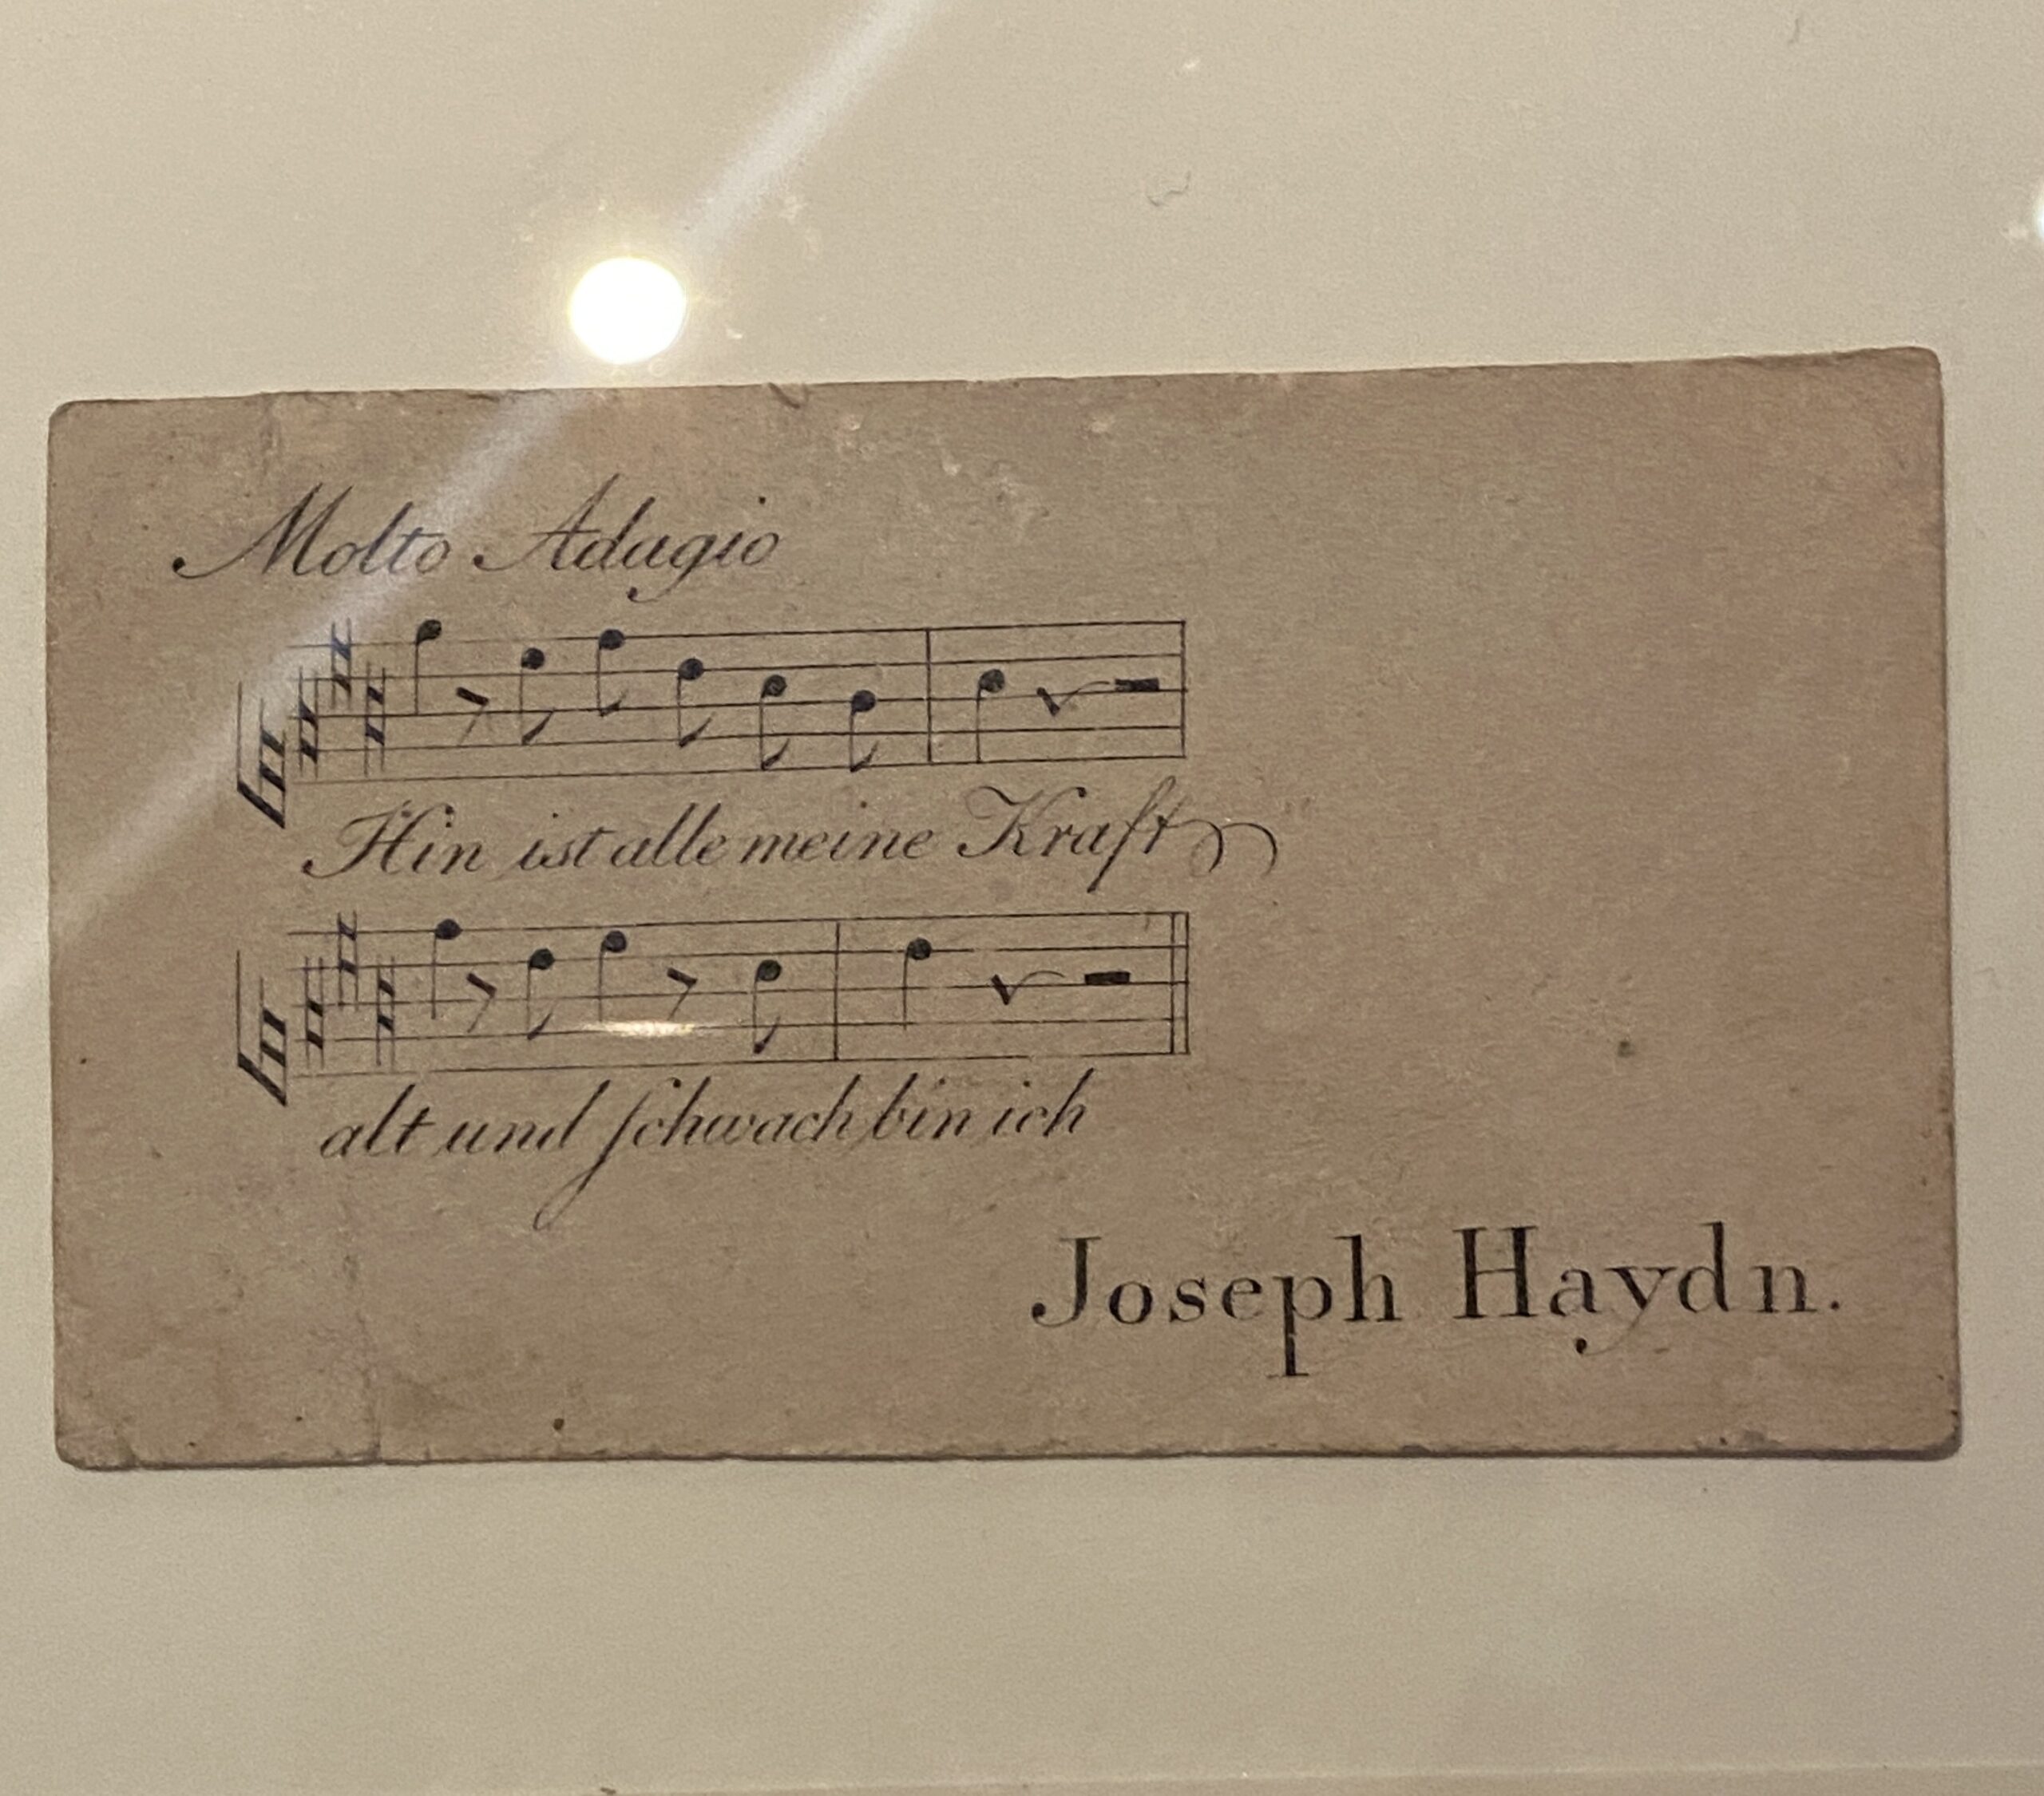 Molto Adagio
Hin ist alle meine Kraft
alt und ſchwach bin ich
Joseph Haydn.